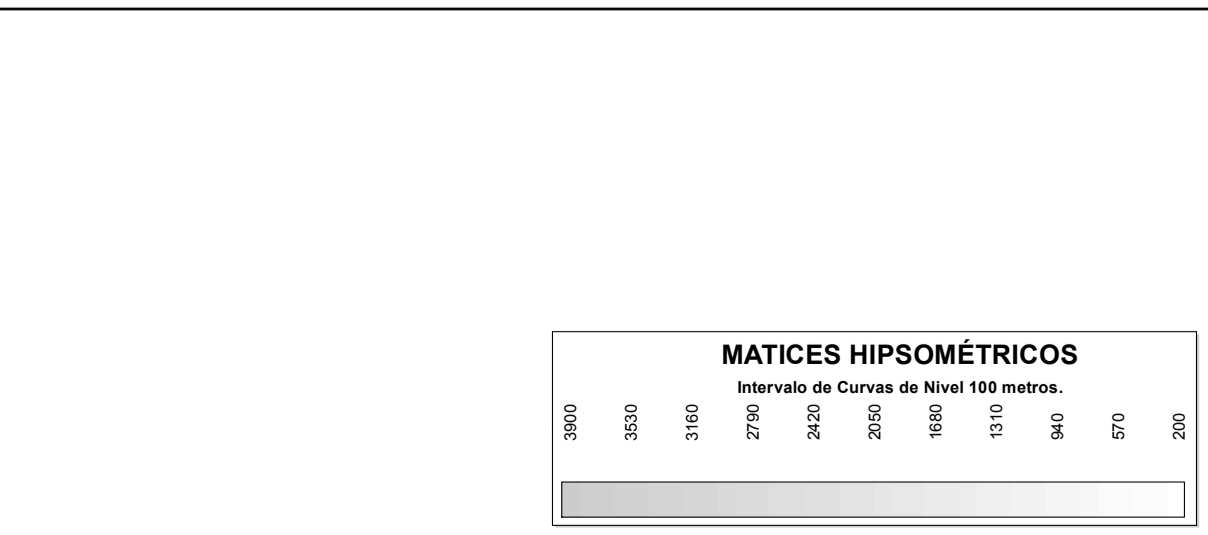 MATICES HIPSOMÉTRICOS
Intervalo de Curvas de Nivel 100 metros.
3900 3530 3160 2790 2420 2050 1680 1310 940 570 200